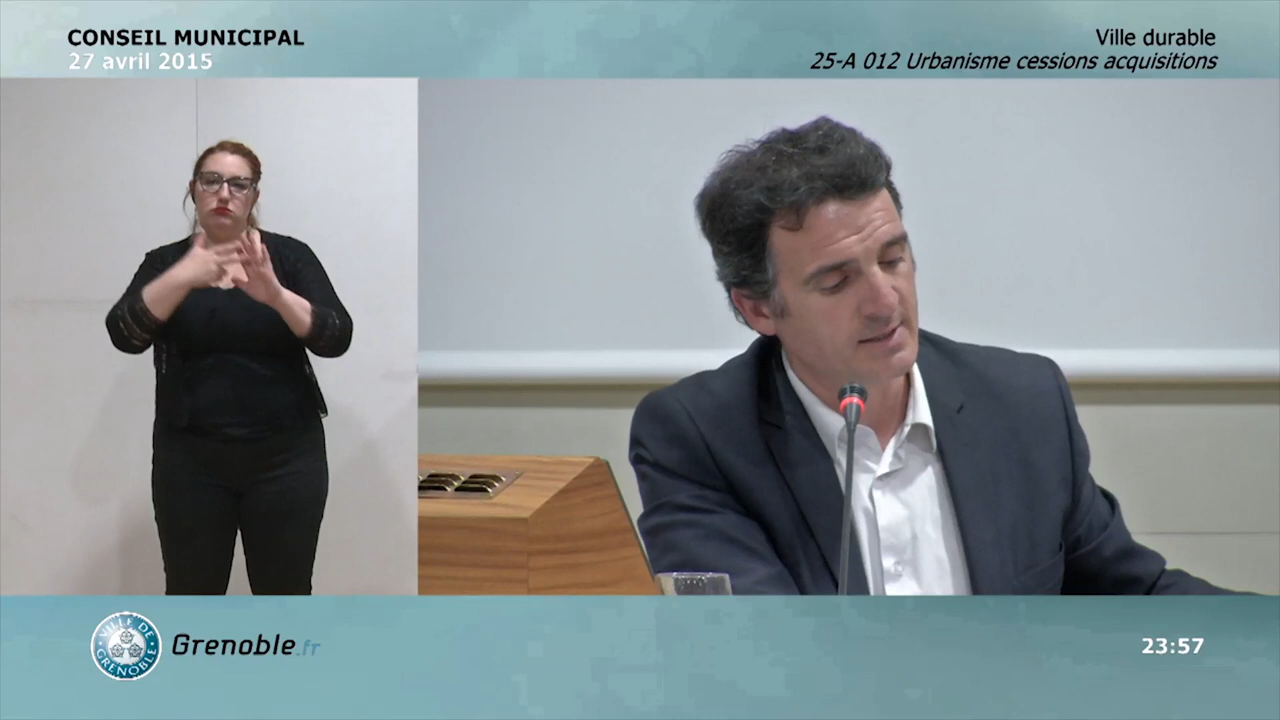 CONSEIL MUNICIPAL
27 avril 2015
Ville durable
25-A 012 Urbanisme cessions acquisitions
VILLE DE
GRENOBLE
Grenoble.fr
23:57